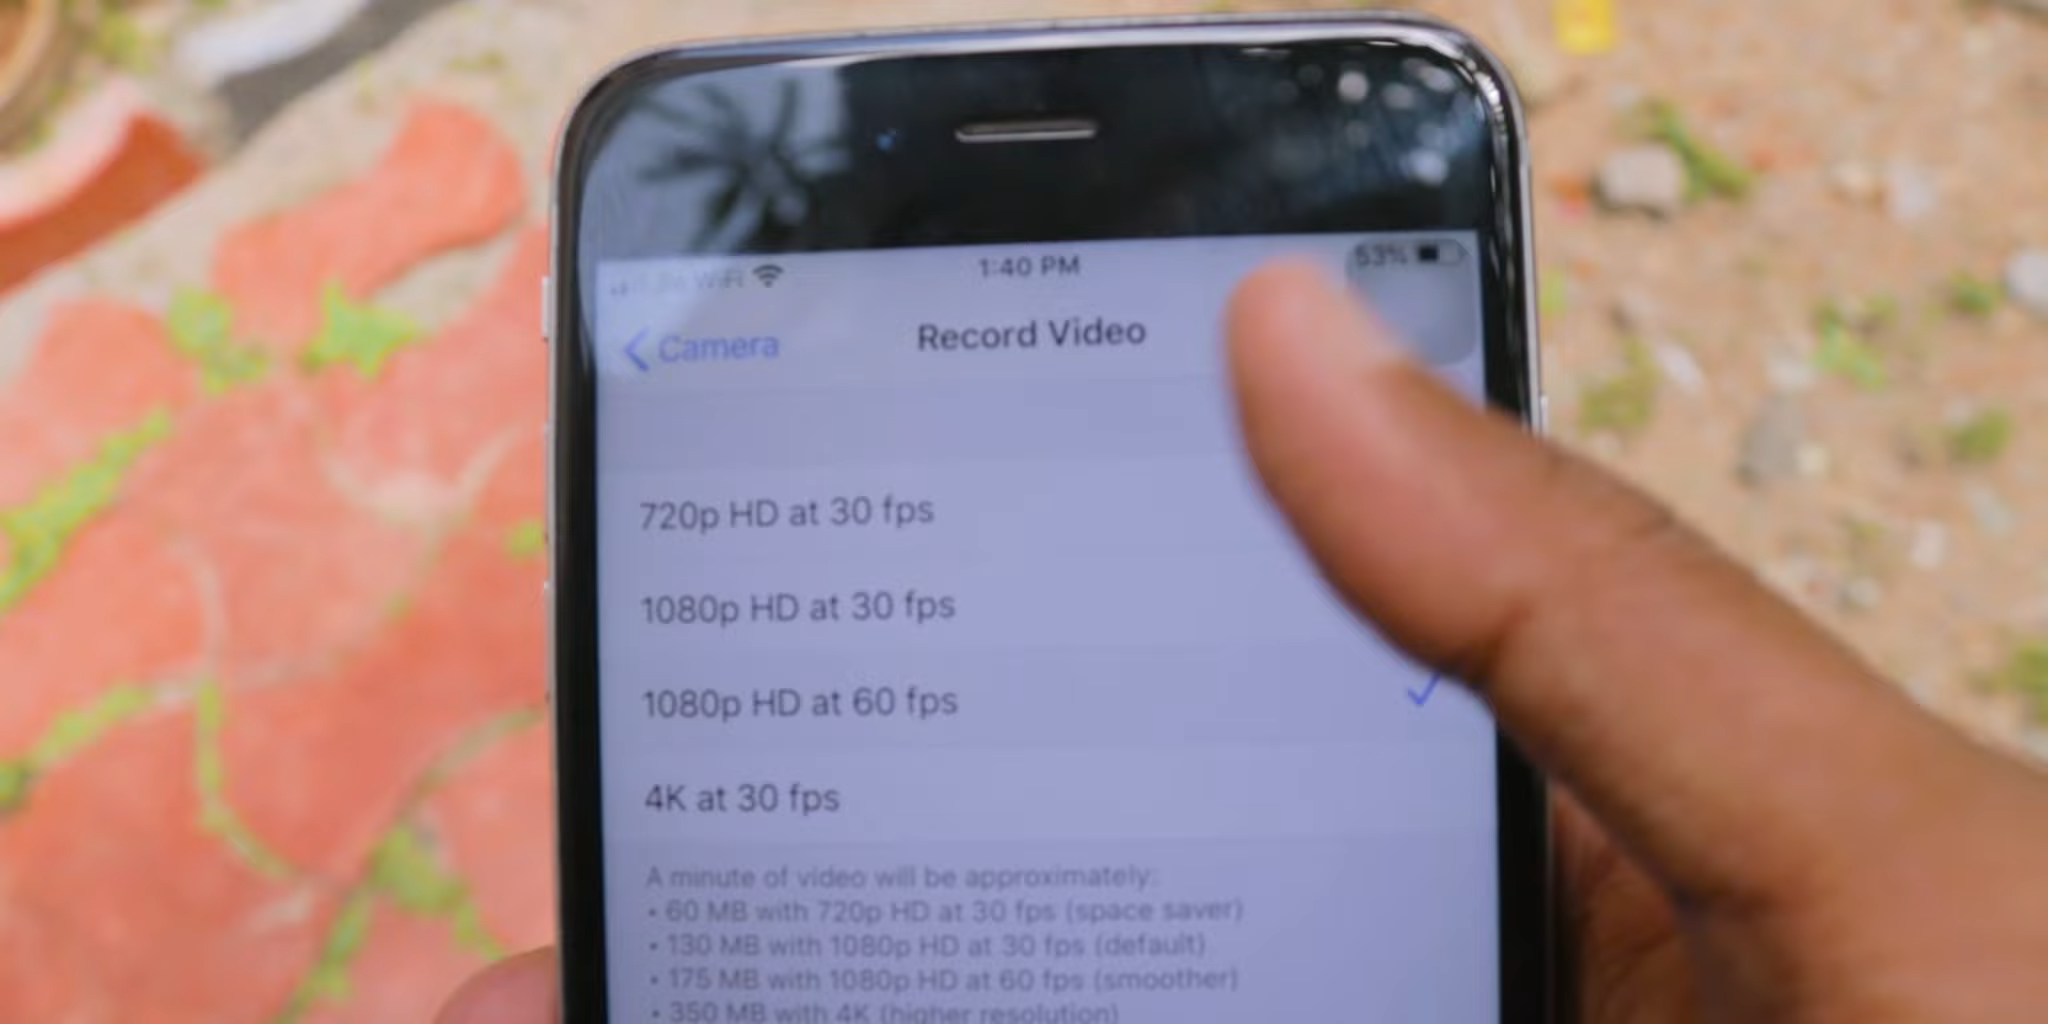 WiFi
1:40 PM
53%
Camera
Record Video
720p HD at 30 fps
1080p HD at 30 fps
1080p HD at 60 fps
4K at 30 fps
A minute of video will be approximately:
• 60 MB with 720p HD at 30 fps (space saver)
• 130 MB with 1080p HD at 30 fps (default)
• 175 MB with 1080p HD at 60 fps (smoother)
• 350 MB with 4K (higher resolution)